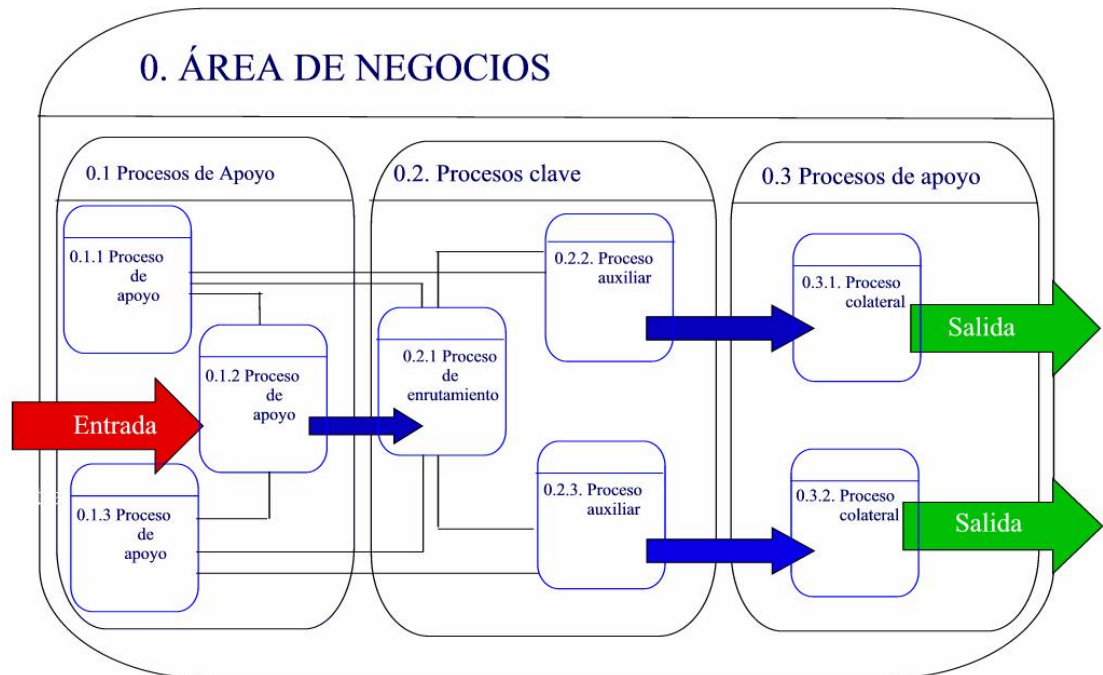 0. ÁREA DE NEGOCIOS
0.1 Procesos de Apoyo
0.2. Procesos clave
0.3 Procesos de apoyo
0.1.1 Proceso
de
apoyo
0.1.2 Proceso
de
apoyo
0.1.3 Proceso
de
apoyo
Entrada
0.2.1 Proceso
de
enrutamiento
0.2.2. Proceso
auxiliar
0.2.3. Proceso
auxiliar
0.3.1. Proceso
colateral
Salida
0.3.2. Proceso
colateral
Salida